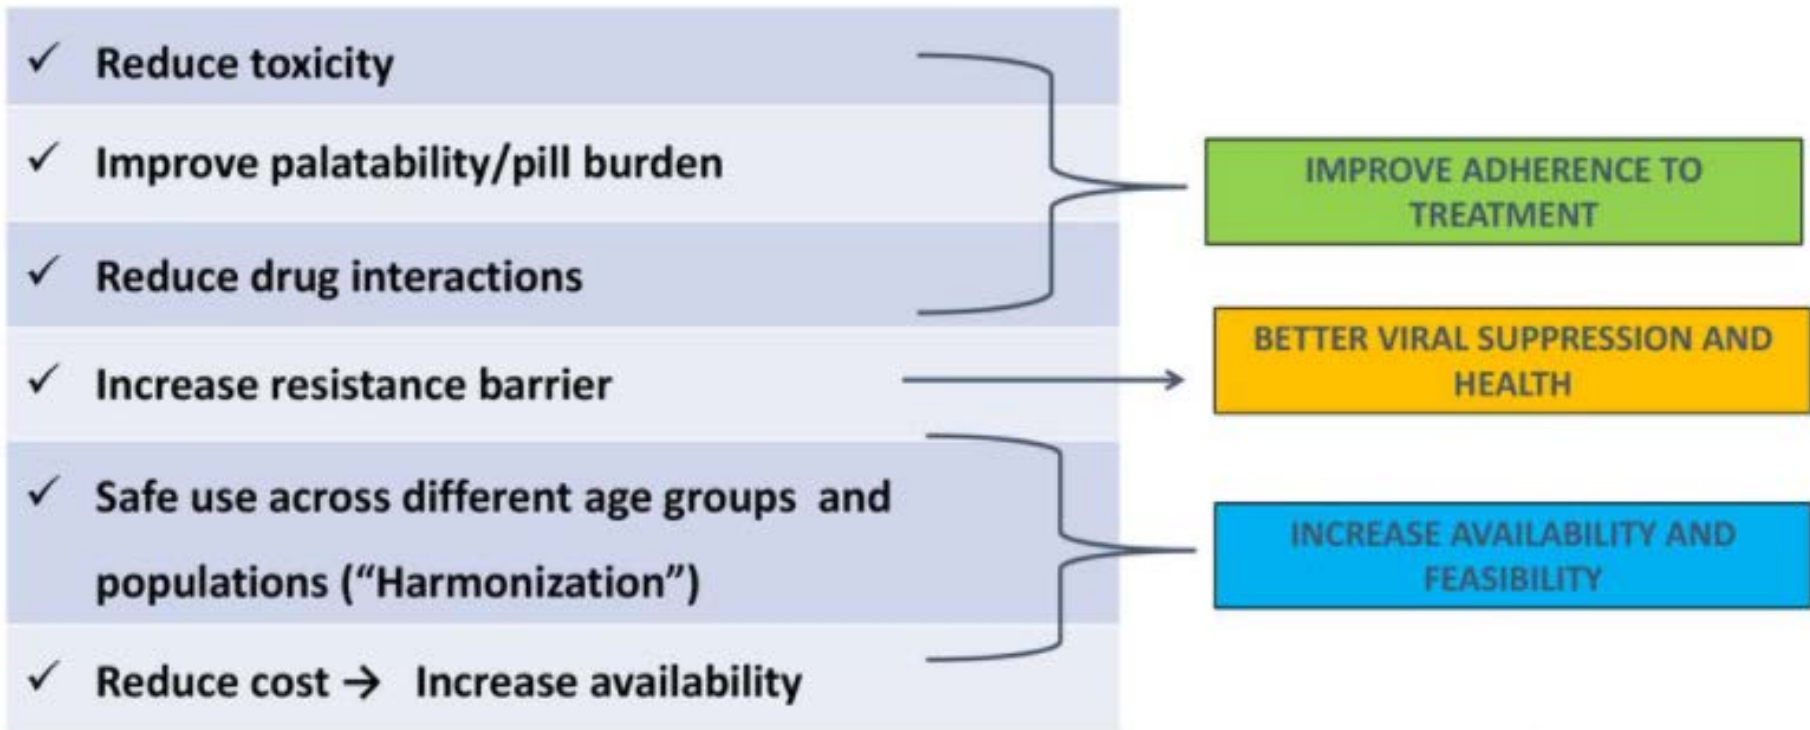 ✓ Reduce toxicity
✓ Improve palatability/pill burden
✓ Reduce drug interactions
✓ Increase resistance barrier
✓ Safe use across different age groups and
populations (“Harmonization”)
✓ Reduce cost → Increase availability
IMPROVE ADHERENCE TO
TREATMENT
BETTER VIRAL SUPPRESSION AND
HEALTH
INCREASE AVAILABILITY AND
FEASIBILITY